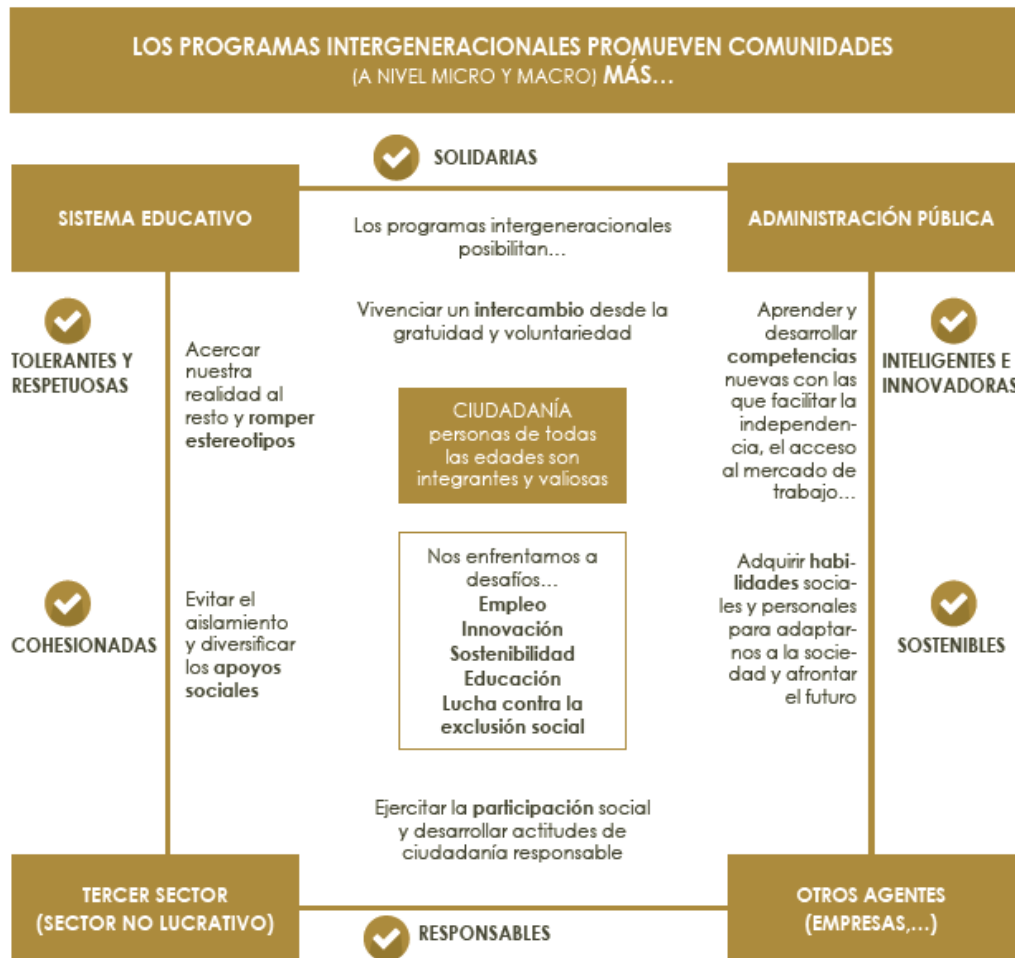 LOS PROGRAMAS INTERGENERACIONALES PROMUEVEN COMUNIDADES
(A NIVEL MICRO Y MACRO) MÁS...
SOLIDARIAS
SISTEMA EDUCATIVO
ADMINISTRACIÓN PÚBLICA
Los programas intergeneracionales
posibilitan...
Vivenciar un intercambio desde la
gratuidad y voluntariedad
TOLERANTES Y
RESPETUOSAS
Acercar
nuestra
realidad al
resto y romper
estereotipos
CIUDADANÍA
personas de todas
las edades son
integrantes y valiosas
Aprender y
desarrollar
competencias
nuevas con las
que facilitar la
independen-
cia, el acceso
al mercado de
trabajo...
INTELIGENTES E
INNOVADORAS
COHESIONADAS
Evitar el
aislamiento
y diversificar
los apoyos
sociales
Nos enfrentamos a
desafíos...
Empleo
Innovación
Sostenibilidad
Educación
Lucha contra la
exclusión social
Adquirir habi-
lidades socia-
les y personales
para adaptar-
nos a la socie-
dad y afrontar
el futuro
SOSTENIBLES
Ejercitar la participación social
y desarrollar actitudes de
ciudadanía responsable
TERCER SECTOR
(SECTOR NO LUCRATIVO)
OTROS AGENTES
(EMPRESAS,...)
RESPONSABLES